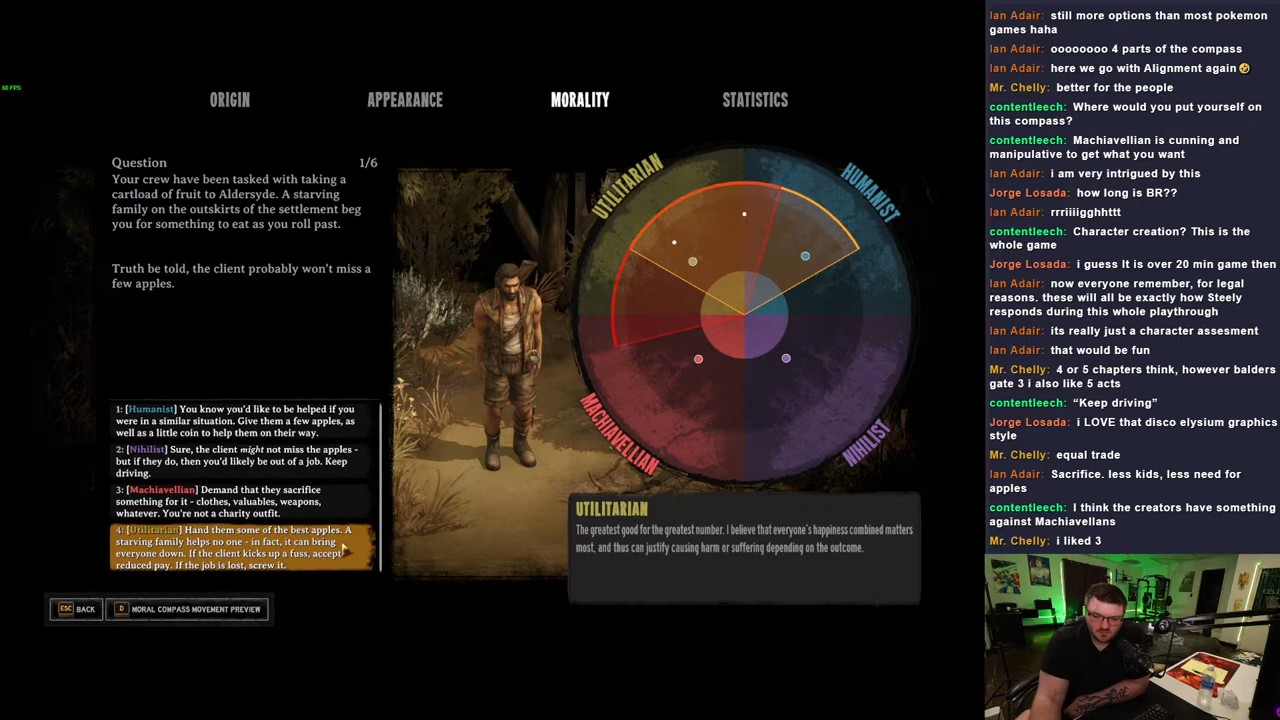 60 FPS
ORIGIN
APPEARANCE
MORALITY
STATISTICS
Question
1/6
Your crew have been tasked with taking a
cartload of fruit to Aldersyde. A starving
family on the outskirts of the settlement beg
you for something to eat as you roll past.
Truth be told, the client probably won't miss a
few apples.
1: [Humanist] You know you'd like to be helped if you
were in a similar situation. Give them a few apples, as
well as a little coin to help them on their way.
2: [Nihilist] Sure, the client might not miss the apples -
but if they do, then you'd likely be out of a job. Keep
driving.
3: [Machiavellian] Demand that they sacrifice
something for it - clothes, valuables, weapons,
whatever. You're not a charity outfit.
4: [Utilitarian] Hand them some of the best apples. A
starving family helps no one - in fact, it can bring
everyone down. If the client kicks up a fuss, accept
reduced pay. If the job is lost, screw it.
ESC BACK
D MORAL COMPASS MOVEMENT PREVIEW
UTILITARIAN
HUMANIST
MACHIAVELLIAN
NIHILIST
UTILITARIAN
The greatest good for the greatest number. I believe that everyone's happiness combined matters
most, and thus can justify causing harm or suffering depending on the outcome.
Ian Adair: still more options than most pokemon
games haha
Ian Adair: oooooooo 4 parts of the compass
Ian Adair: here we go with Alignment again🤣
Mr. Chelly: better for the people
contentleech: Where would you put yourself on
this compass?
contentleech: Machiavellian is cunning and
manipulative to get what you want
Ian Adair: i am very intrigued by this
Jorge Losada: how long is BR??
Ian Adair: rrriiiigghhttt
contentleech: Character creation? This is the
whole game
Jorge Losada: i guess It is over 20 min game then
Ian Adair: now everyone remember, for legal
reasons. these will all be exactly how Steely
responds during this whole playthrough
Ian Adair: its really just a character assesment
Ian Adair: that would be fun
Mr. Chelly: 4 or 5 chapters think, however balders
gate 3 i also like 5 acts
contentleech: “Keep driving”
Jorge Losada: i LOVE that disco elysium graphics
style
Mr. Chelly: equal trade
Ian Adair: Sacrifice. less kids, less need for
apples
contentleech: I think the creators have something
against Machiavellians
Mr. Chelly: i liked 3